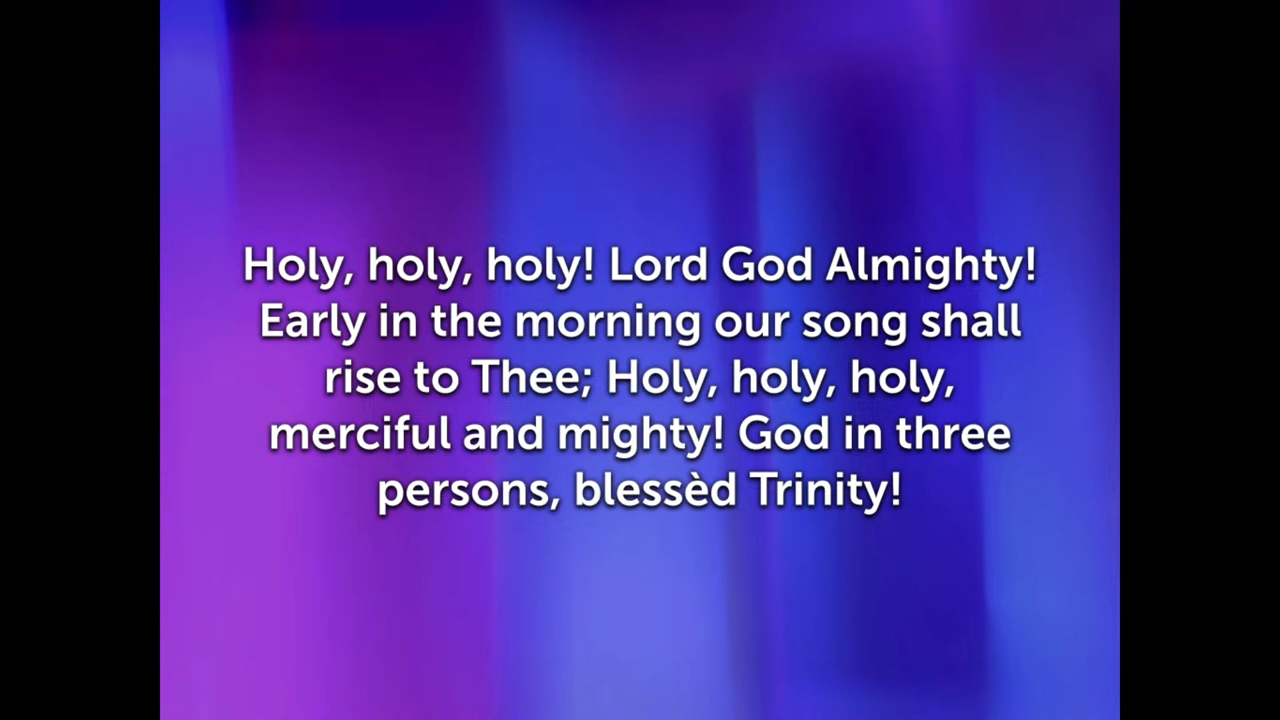 Holy, holy, holy! Lord God Almighty!
Early in the morning our song shall
rise to Thee; Holy, holy, holy,
merciful and mighty! God in three
persons, blessèd Trinity!